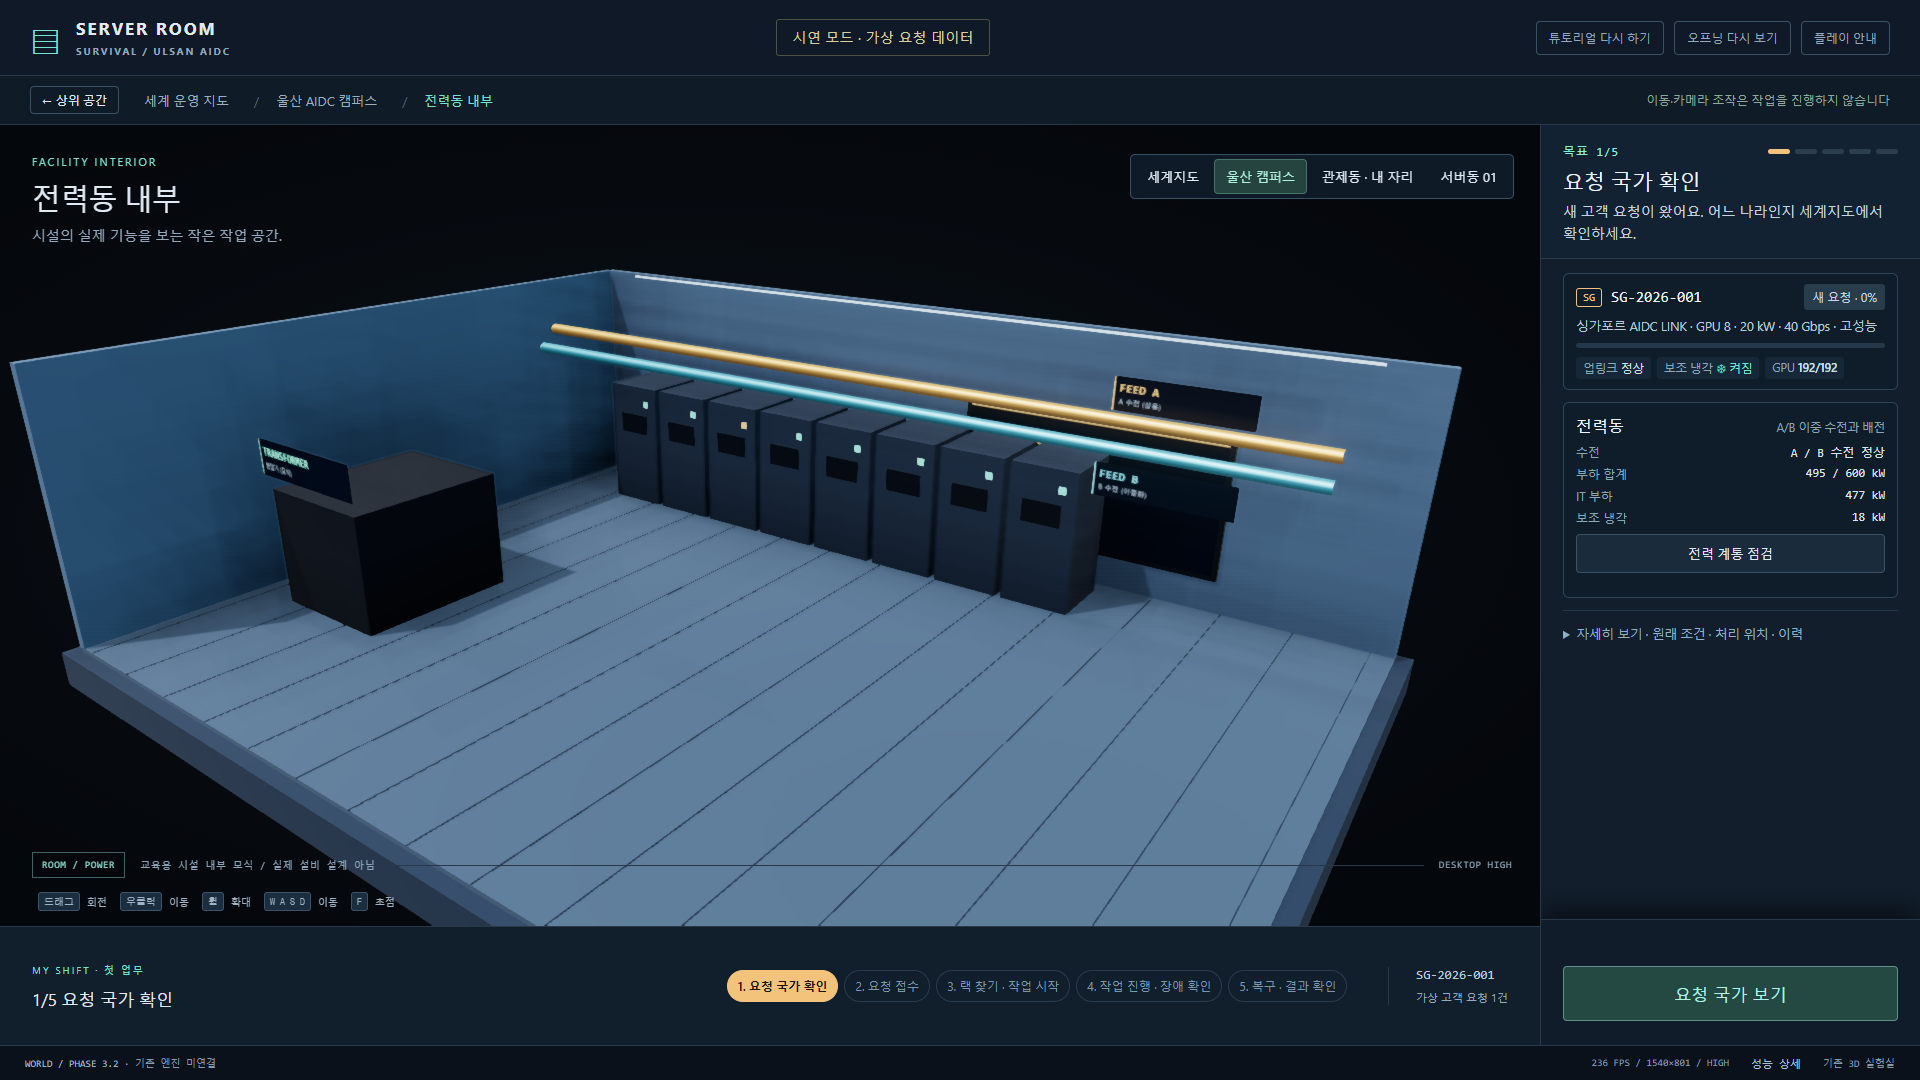 SERVER ROOM
SURVIVAL / ULSAN AIDC
시연 모드 · 가상 요청 데이터
튜토리얼 다시 하기
오프닝 다시 보기
플레이 안내
← 상위 공간
세계 운영 지도 / 울산 AIDC 캠퍼스 / 전력동 내부
이동·카메라 조작은 작업을 진행하지 않습니다
FACILITY INTERIOR
전력동 내부
시설의 실제 기능을 보는 작은 작업 공간.
세계지도
울산 캠퍼스
관제동 · 내 자리
서버동 01
TRANSFORMER
FEED A
A 수전 (상용)
FEED B
B 수전 (이중화)
ROOM / POWER
교육용 시설 내부 모식 / 실제 설비 설계 아님
DESKTOP HIGH
드래그 회전 우클릭 이동 휠 확대 W A S D 이동 F 초점
목표 1/5
요청 국가 확인
새 고객 요청이 왔어요. 어느 나라인지 세계지도에서
확인하세요.
SG SG-2026-001 새 요청 · 0%
싱가포르 AIDC LINK · GPU 8 · 20 kW · 40 Gbps · 고성능
업링크 정상
보조 냉각 ❄ 켜짐
GPU 192/192
전력동 A/B 이중 수전과 배전
수전 A / B 수전 정상
부하 합계 495 / 600 kW
IT 부하 477 kW
보조 냉각 18 kW
전력 계통 점검
▶ 자세히 보기 · 원래 조건 · 처리 위치 · 이력
MY SHIFT · 첫 업무
1/5 요청 국가 확인
1. 요청 국가 확인
2. 요청 접수
3. 랙 찾기 · 작업 시작
4. 작업 진행 · 장애 확인
5. 복구 · 결과 확인
SG-2026-001
가상 고객 요청 1건
요청 국가 보기
WORLD / PHASE 3.2 · 기존 엔진 미연결
236 FPS / 1540×801 / HIGH
성능 상세
기존 3D 실험실